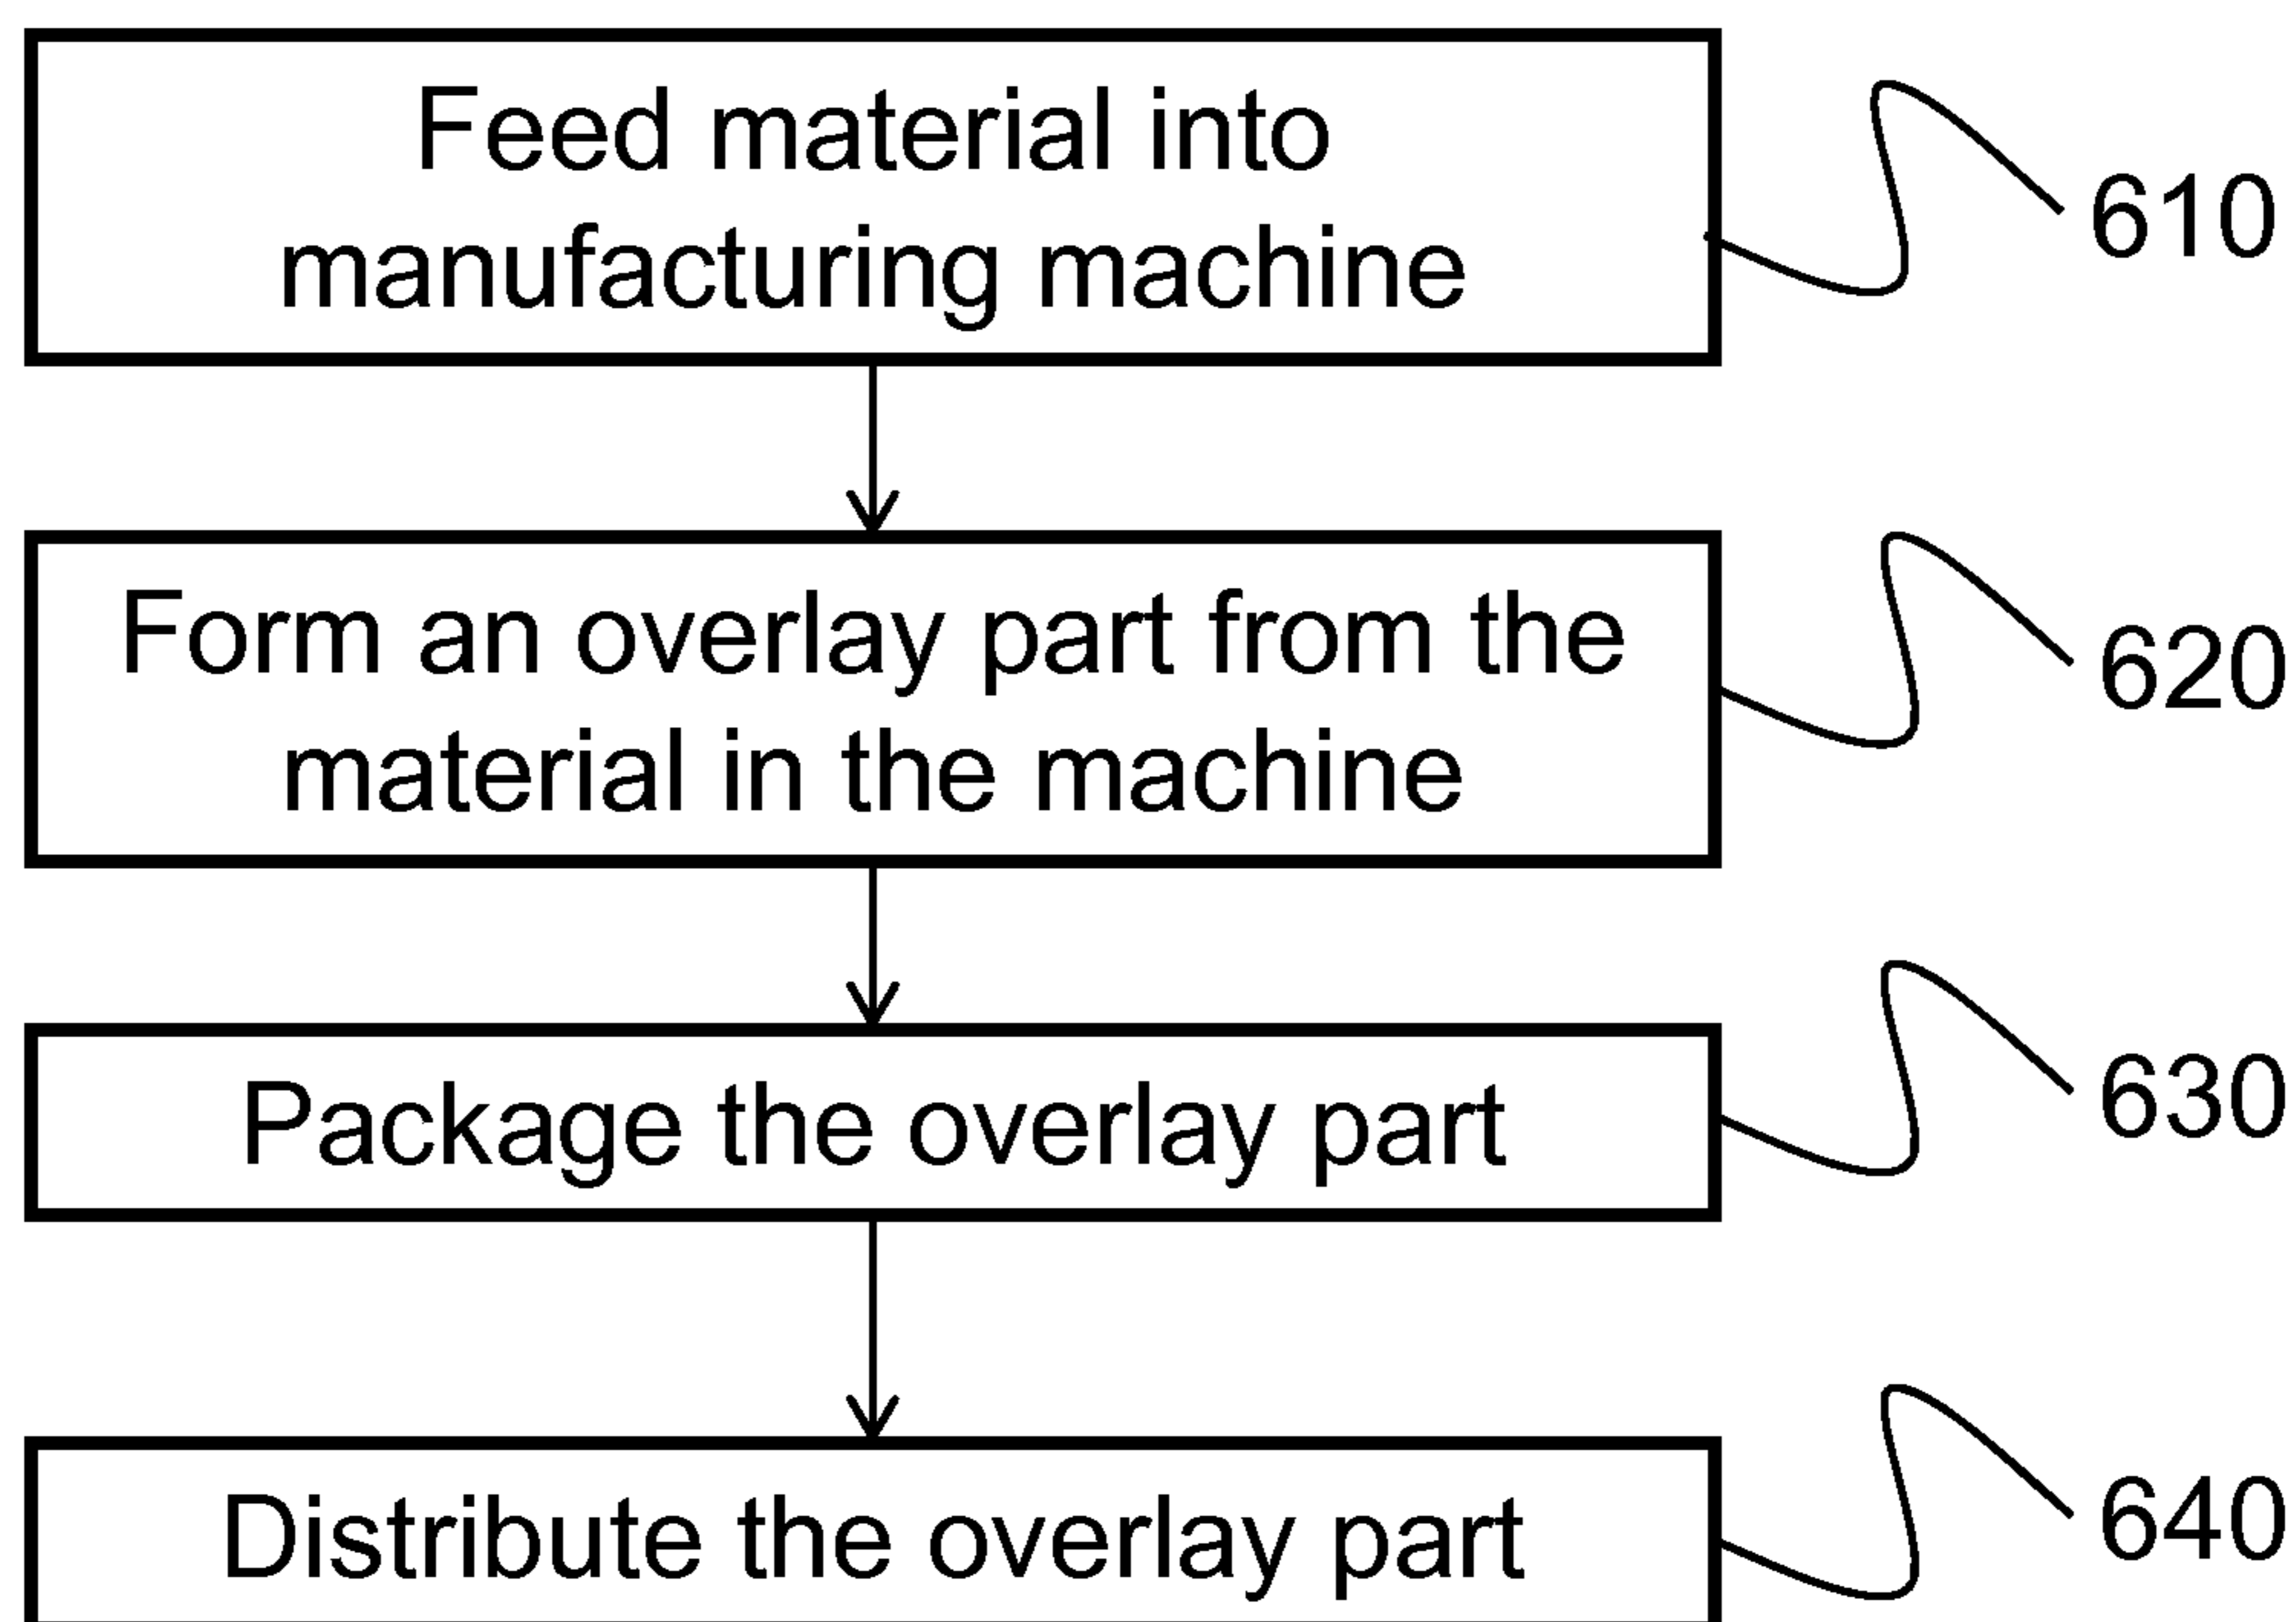 Feed material into
manufacturing machine
610
Form an overlay part from the
material in the machine
620
Package the overlay part
630
Distribute the overlay part
640